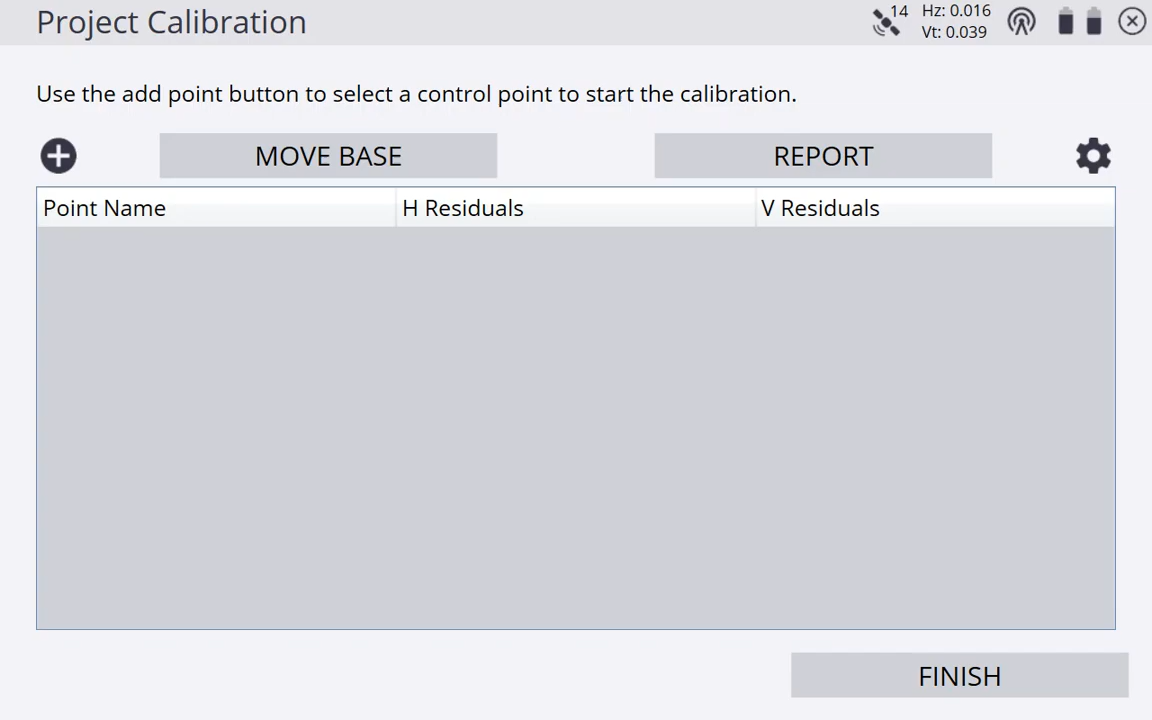 Project Calibration
14
Hz: 0.016
Vt: 0.039
Use the add point button to select a control point to start the calibration.
MOVE BASE
REPORT
Point Name
H Residuals
V Residuals
FINISH